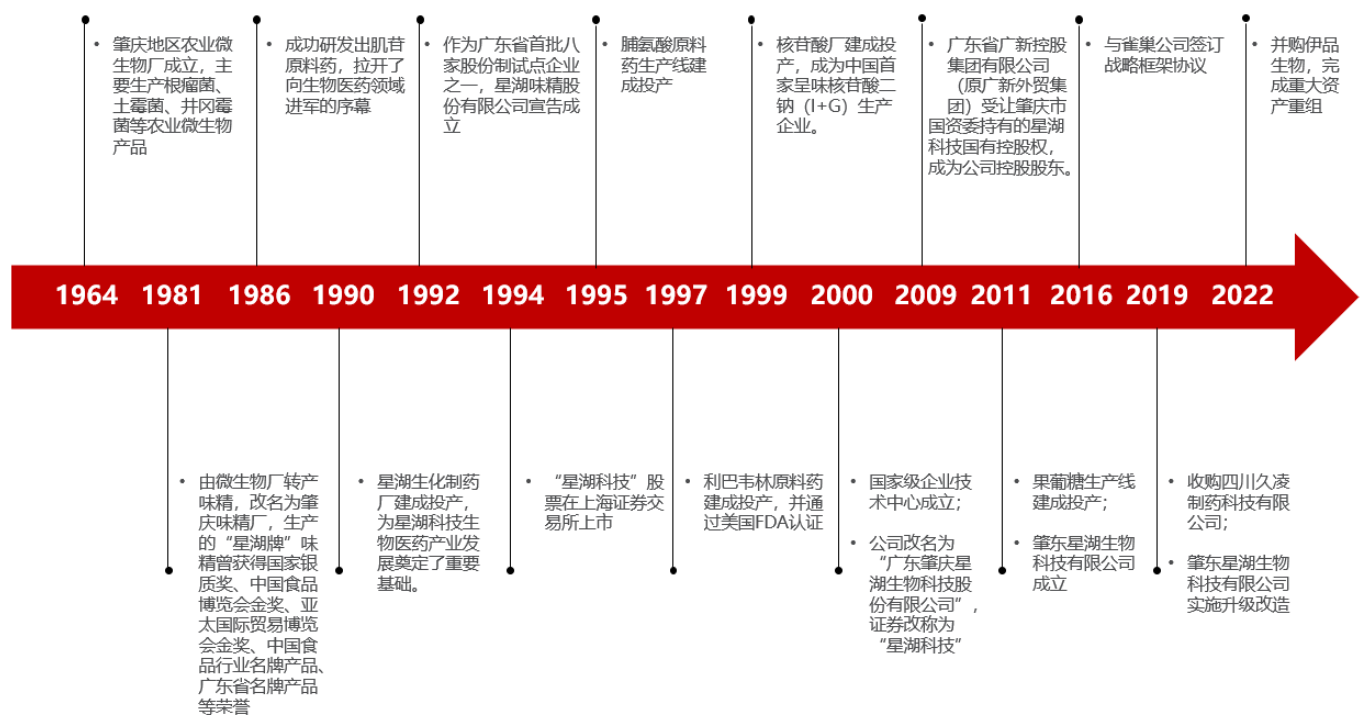 • 肇庆地区农业微
生物厂成立，主
要生产根瘤菌、
土霉菌、井冈霉
菌等农业微生物
产品
• 成功研发出肌苷
原料药，拉开了
向生物医药领域
进军的序幕
• 作为广东省首批八
家股份制试点企业
之一，星湖味精股
份有限公司宣告成
立
• 脯氨酸原料
药生产线建
成投产
• 核苷酸厂建成投
产，成为中国首
家呈味核苷酸二
钠（I+G）生产
企业。
• 广东省广新控股
集团有限公司
（原广新外贸集
团）受让肇庆市
国资委持有的星湖
科技国有控股权，
成为公司控股股东。
• 与雀巢公司签订
战略框架协议
• 并购伊品
生物，完
成重大资
产重组
1964 1981 1986 1990 1992 1994 1995 1997 1999 2000 2009 2011 2016 2019 2022
• 由微生物厂转产
味精，改名为肇
庆味精厂，生产
的“星湖牌”味
精曾获得国家银
质奖、中国食品
博览会金奖、亚
太国际贸易博览
会金奖、中国食
品行业名牌产品、
广东省名牌产品
等荣誉
• 星湖生化制药
厂建成投产，
为星湖科技生
物医药产业发
展奠定了重要
基础。
• “星湖科技”股
票在上海证券交
易所上市
• 利巴韦林原料药
建成投产，并通
过美国FDA认证
• 国家级企业技
术中心成立；
• 公司改名为
“广东肇庆星
湖生物科技股
份有限公司”，
证券改称为
“星湖科技”
• 果葡糖生产线
建成投产；
• 肇东星湖生物
科技有限公司
成立
• 收购四川久凌
制药科技有限
公司；
• 肇东星湖生物
科技有限公司
实施升级改造